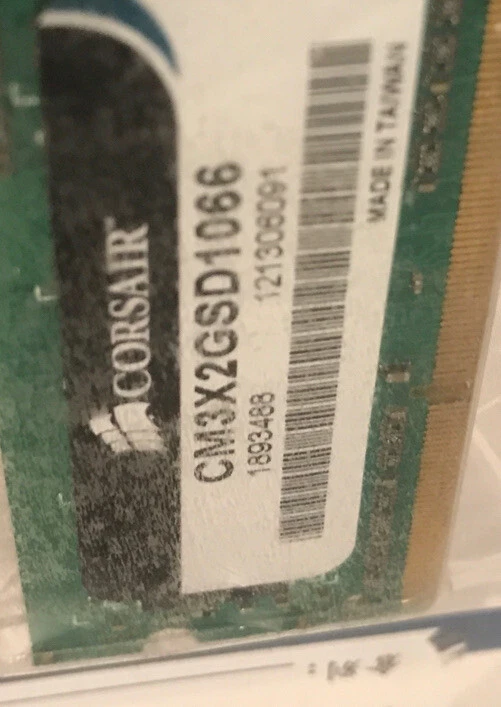 CORSAIR
CM3X2GSD1066
1893488 1213080091
MADE IN TAIWAN